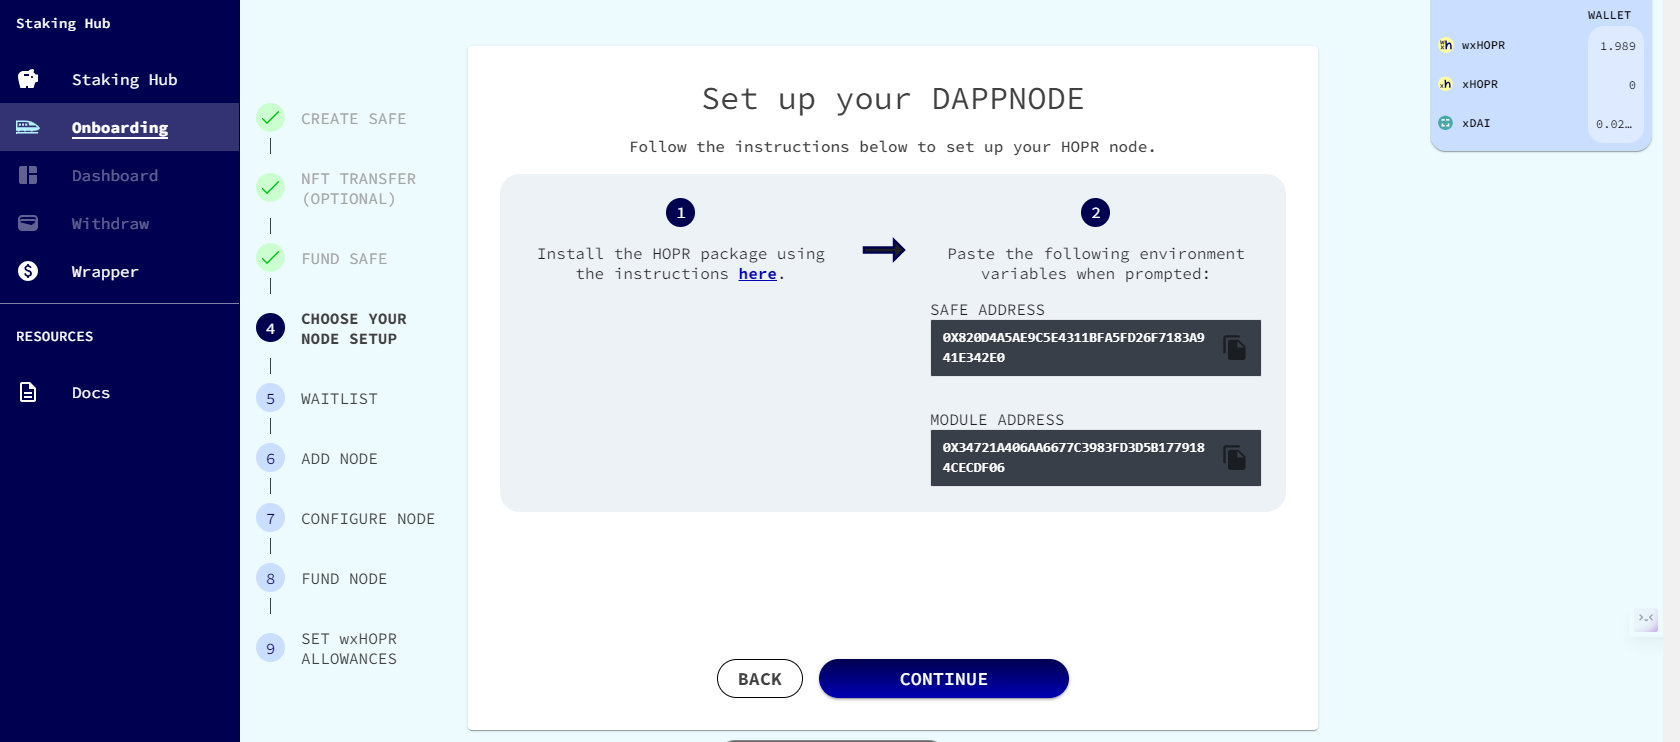 Staking Hub
Staking Hub
Onboarding
Dashboard
Withdraw
Wrapper
RESOURCES
Docs
CREATE SAFE
NFT TRANSFER
(OPTIONAL)
FUND SAFE
4
CHOOSE YOUR
NODE SETUP
5
WAITLIST
6
ADD NODE
7
CONFIGURE NODE
8
FUND NODE
9
SET wxHOPR
ALLOWANCES
Set up your DAPPNODE
Follow the instructions below to set up your HOPR node.
1
Install the HOPR package using
the instructions here.
2
Paste the following environment
variables when prompted:
SAFE ADDRESS
0X820D4A5AE9C5E4311BFA5FD26F7183A9
41E342E0
MODULE ADDRESS
0X34721A406AA6677C3983FD3D5B177918
4CECDF06
BACK
CONTINUE
WALLET
wxHOPR 1.989
xHOPR 0
xDAI 0.02…